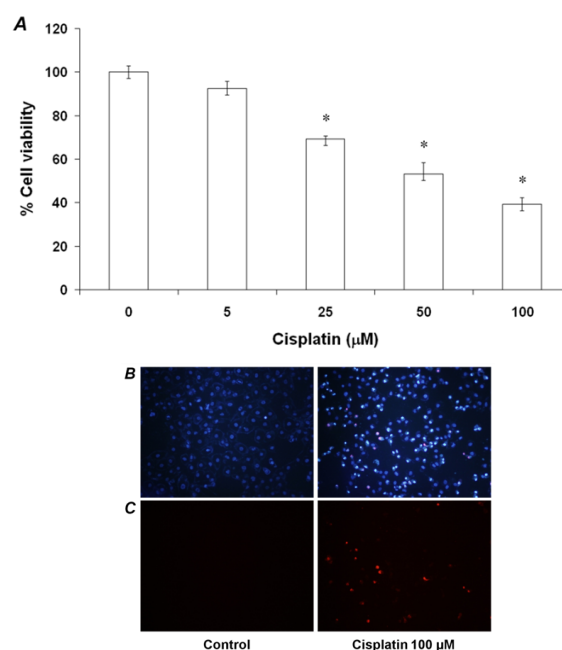 A
120
100
80
60
40
20
0
% Cell viability
*
*
*
0 5 25 50 100
Cisplatin (μM)
B
C
Control Cisplatin 100 μM